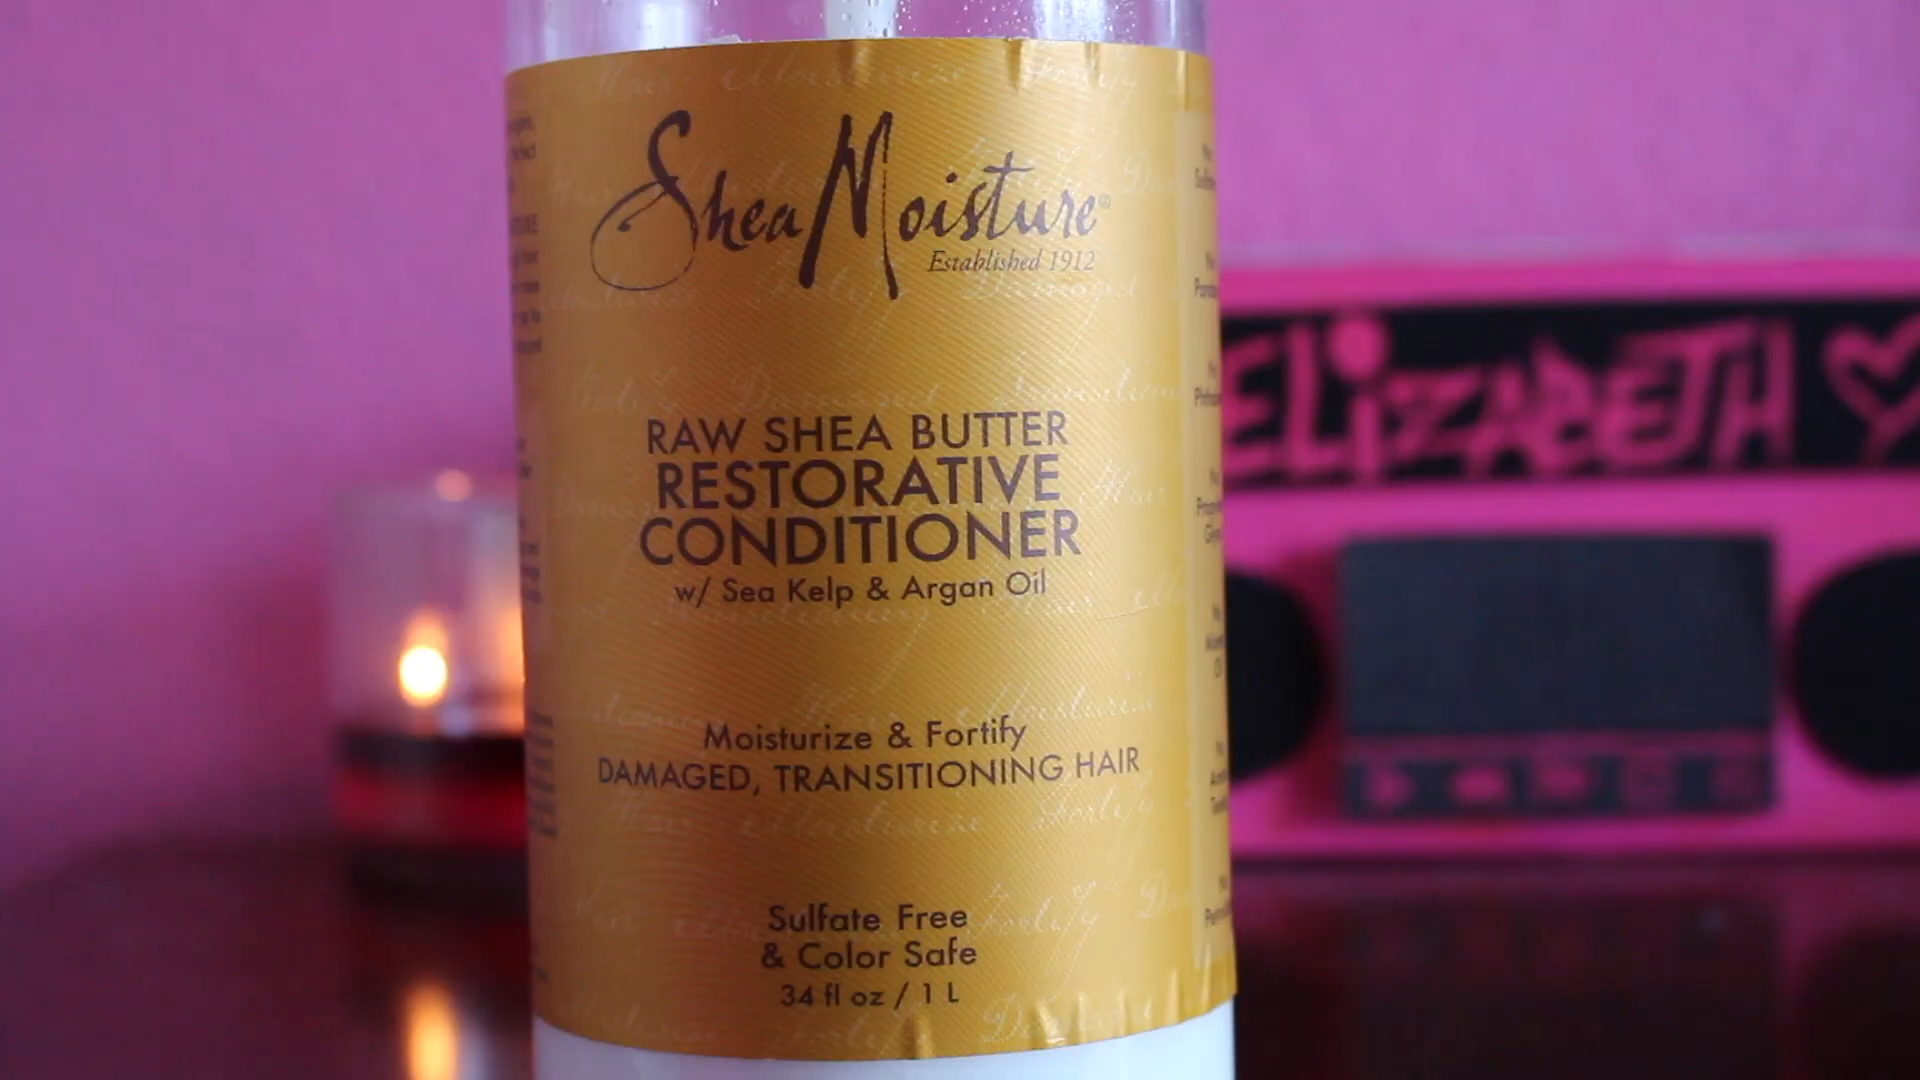 SheaMoisture®
Established 1912
RAW SHEA BUTTER
RESTORATIVE
CONDITIONER
w/ Sea Kelp & Argan Oil
Moisturize & Fortify
DAMAGED, TRANSITIONING HAIR
Sulfate Free
& Color Safe
34 fl oz / 1 L
ELIZABETH